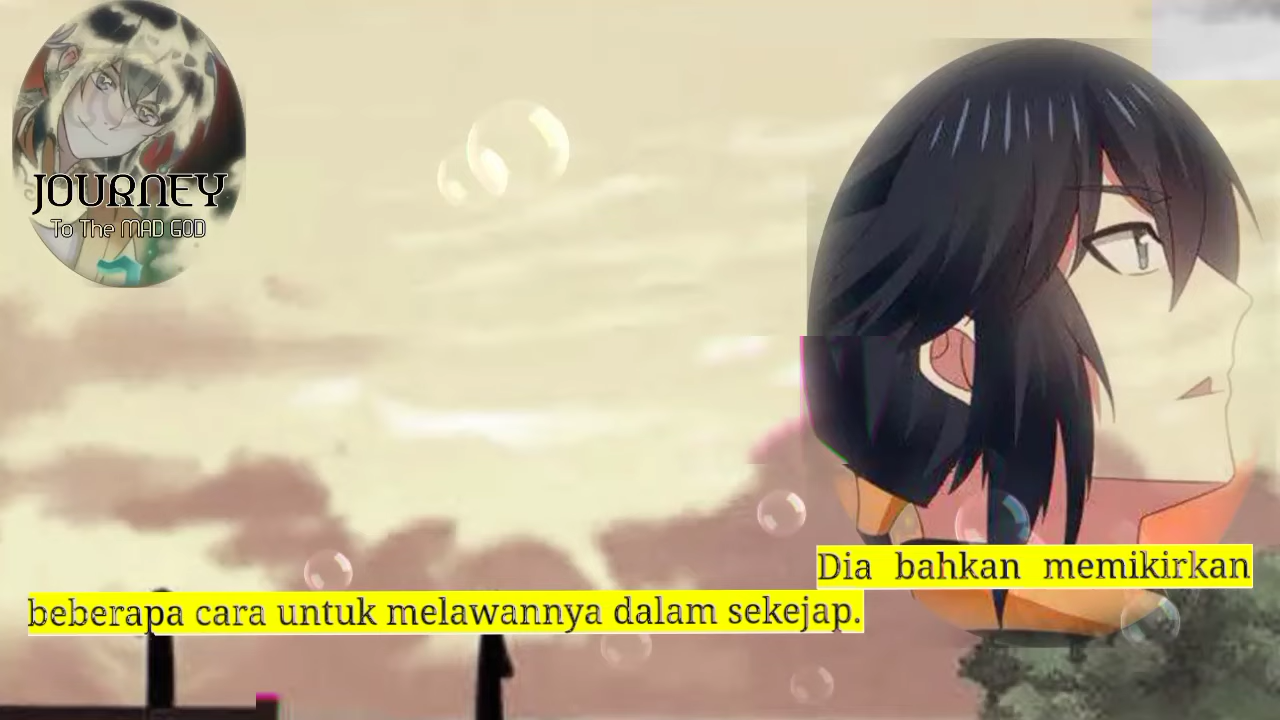 JOURNEY
To The MAD GOD
Dia bahkan memikirkan
beberapa cara untuk melawannya dalam sekejap.